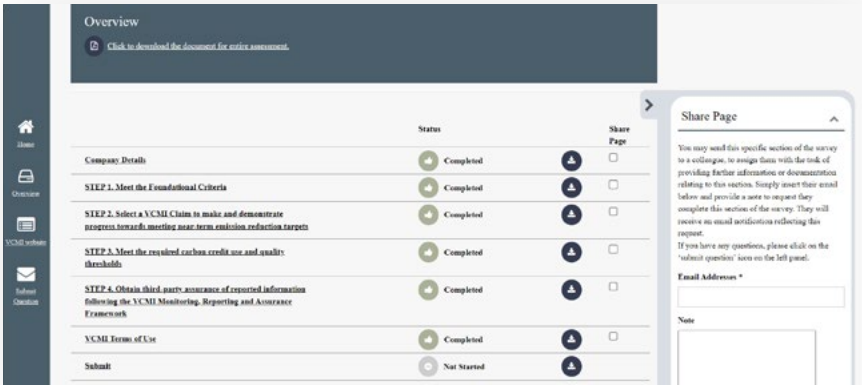 Overview
Click to download the document for entire assessment.
Home
Overview
VCMI website
Submit
Question
Status
Share
Page
Company Details
Completed
STEP 1. Meet the Foundational Criteria
Completed
STEP 2. Select a VCMI Claim to make and demonstrate
progress towards meeting near-term emission reduction targets
Completed
STEP 3. Meet the required carbon credit use and quality
thresholds
Completed
STEP 4. Obtain third-party assurance of reported information
following the VCMI Monitoring, Reporting and Assurance
Framework
Completed
VCMI Terms of Use
Completed
Submit
Not Started
Share Page
You may send this specific section of the survey
to a colleague, to assign them with the task of
providing further information or documentation
relating to this section. Simply insert their email
below and provide a note to request they
complete this section of the survey. They will
receive an email notification reflecting this
request.
If you have any questions, please click on the
'submit question' icon on the left panel.
Email Addresses *
Note